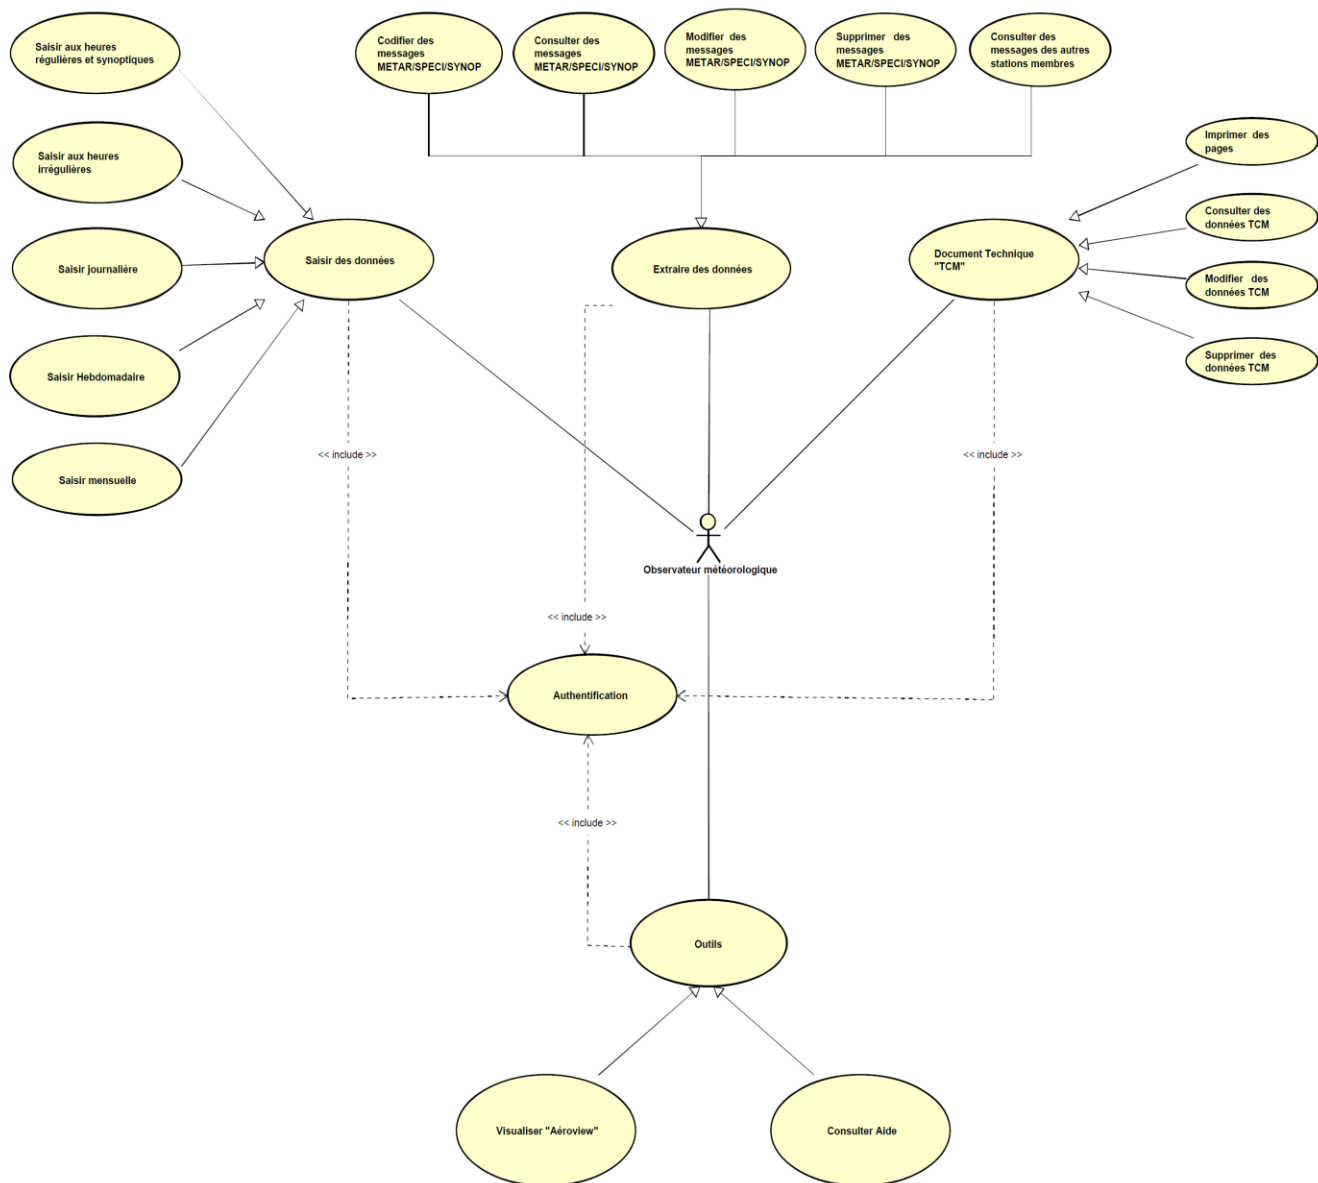 Saisir aux heures
régulières et synoptiques
Codifier des
messages
METAR/SPECI/SYNOP
Consulter des
messages
METAR/SPECI/SYNOP
Modifier des
messages
METAR/SPECI/SYNOP
Supprimer des
messages
METAR/SPECI/SYNOP
Consulter des
messages des autres
stations membres
Saisir aux heures
irrégulières
Imprimer des
pages
Consulter des
données TCM
Saisir journalière
Saisir des données
Extraire des données
Document Technique
"TCM"
Modifier des
données TCM
Supprimer des
données TCM
Saisir Hebdomadaire
Saisir mensuelle
<< include >>
<< include >>
Observateur météorologique
<< include >>
Authentification
<< include >>
Outils
Visualiser "Aéroview"
Consulter Aide